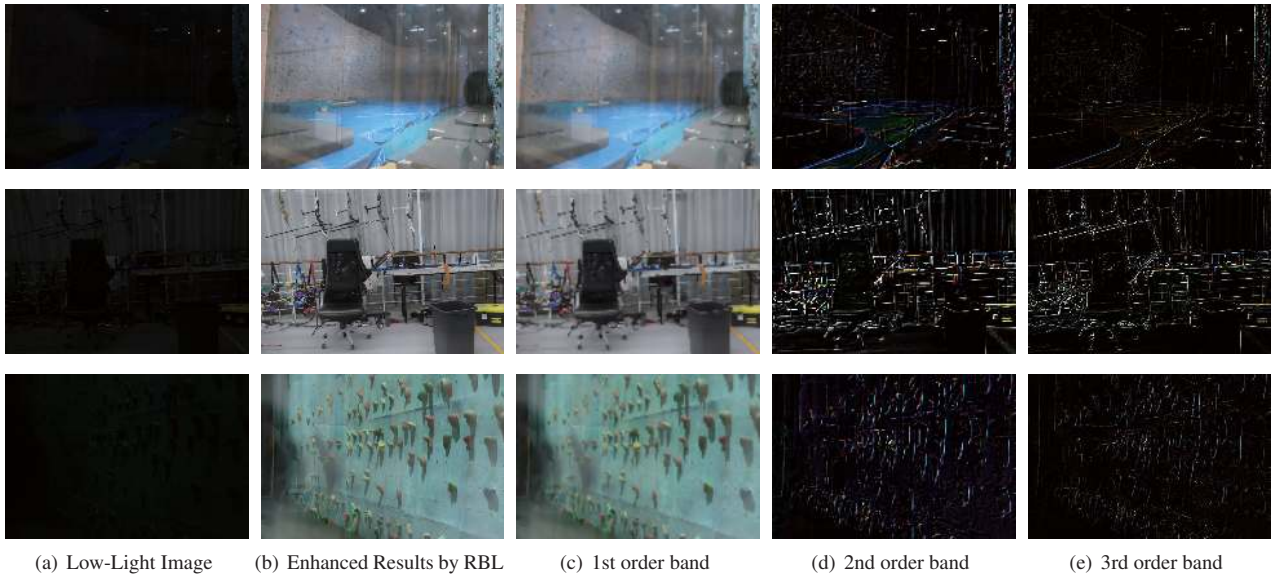 (a) Low-Light Image
(b) Enhanced Results by RBL
(c) 1st order band
(d) 2nd order band
(e) 3rd order band